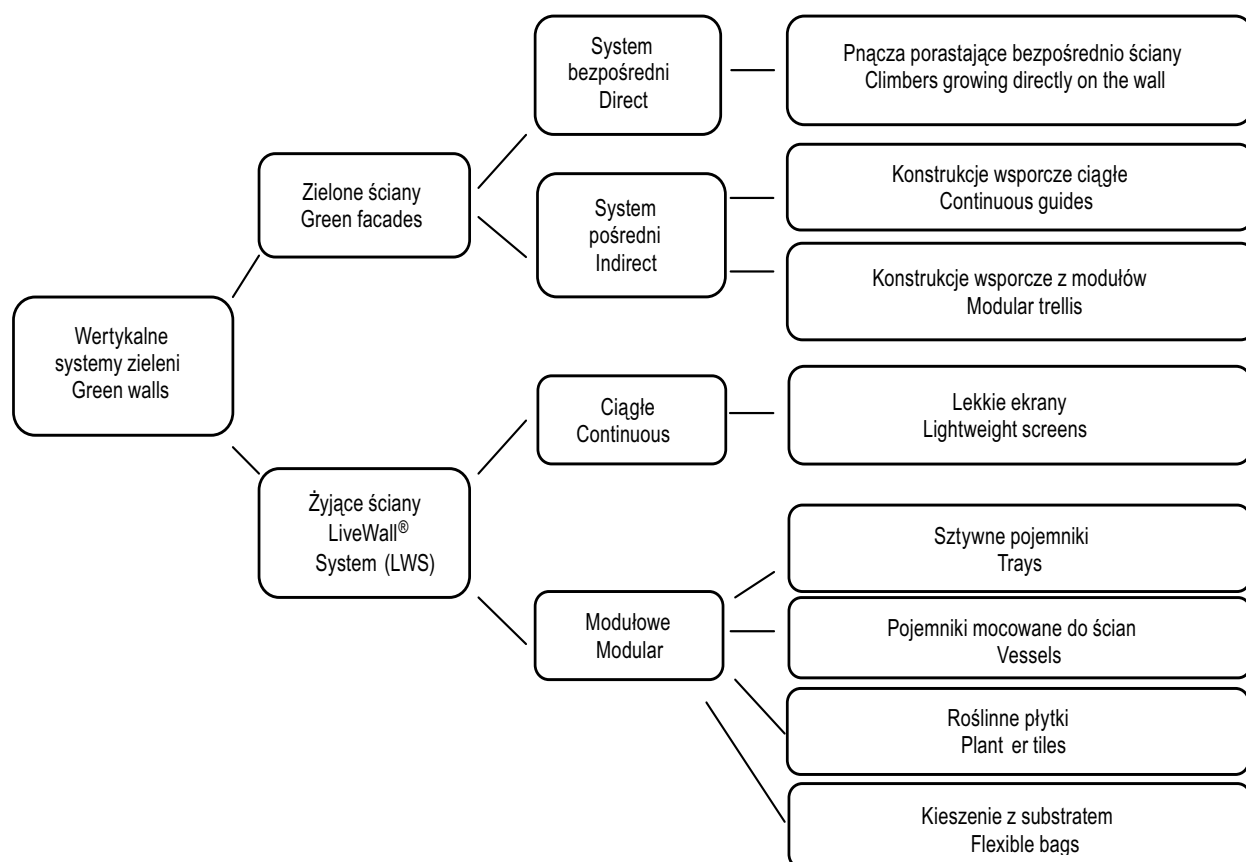 Wertykalne
systemy zieleni
Green walls
Zielone ściany
Green facades
System
bezpośredni
Direct
Pnącza porastające bezpośrednio ściany
Climbers growing directly on the wall
System
pośredni
Indirect
Konstrukcje wsporcze ciągłe
Continuous guides
Konstrukcje wsporcze z modułów
Modular trellis
Żyjące ściany
LiveWall®
System (LWS)
Ciągłe
Continuous
Lekkie ekrany
Lightweight screens
Modułowe
Modular
Sztywne pojemniki
Trays
Pojemniki mocowane do ścian
Vessels
Roślinne płytki
Plant er tiles
Kieszenie z substratem
Flexible bags